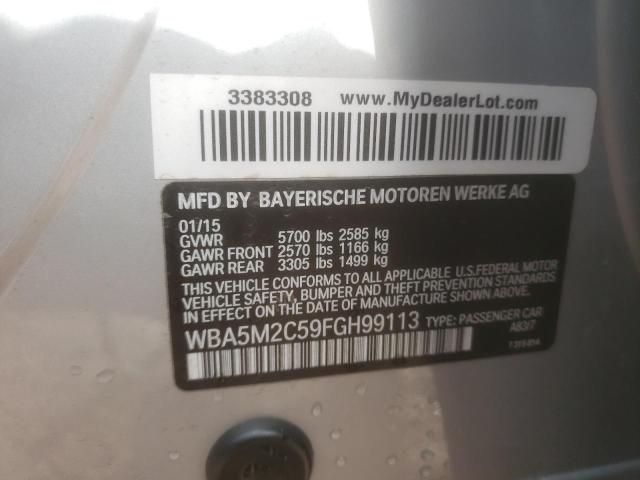 3383308 www.MyDealerLot.com
MFD BY BAYERISCHE MOTOREN WERKE AG
01/15
GVWR 5700 lbs 2585 kg
GAWR FRONT 2570 lbs 1166 kg
GAWR REAR 3305 lbs 1499 kg
THIS VEHICLE CONFORMS TO ALL APPLICABLE U.S.FEDERAL MOTOR
VEHICLE SAFETY, BUMPER AND THEFT PREVENTION STANDARDS
IN EFFECT ON THE DATE OF MANUFACTURE SHOWN ABOVE.
WBA5M2C59FGH99113 TYPE: PASSENGER CAR
A83/7